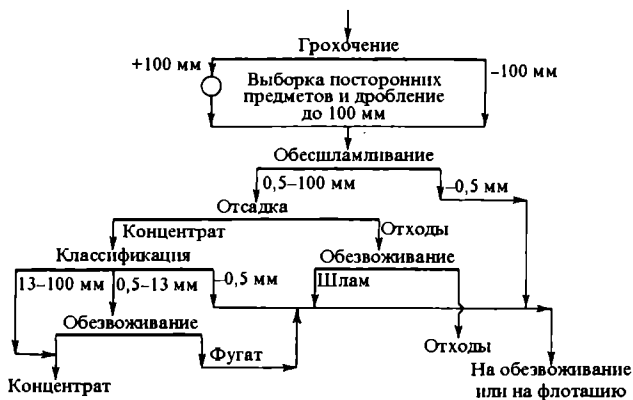 Грохочение
+100 мм
–100 мм
Выборка посторонних
предметов и дробление
до 100 мм
Обесшламливание
0,5–100 мм
–0,5 мм
Отсадка
Концентрат
Отходы
Классификация
Обезвоживание
13–100 мм
0,5–13 мм
–0,5 мм
Шлам
Обезвоживание
Фугат
Отходы
Концентрат
На обезвоживание
или на флотацию